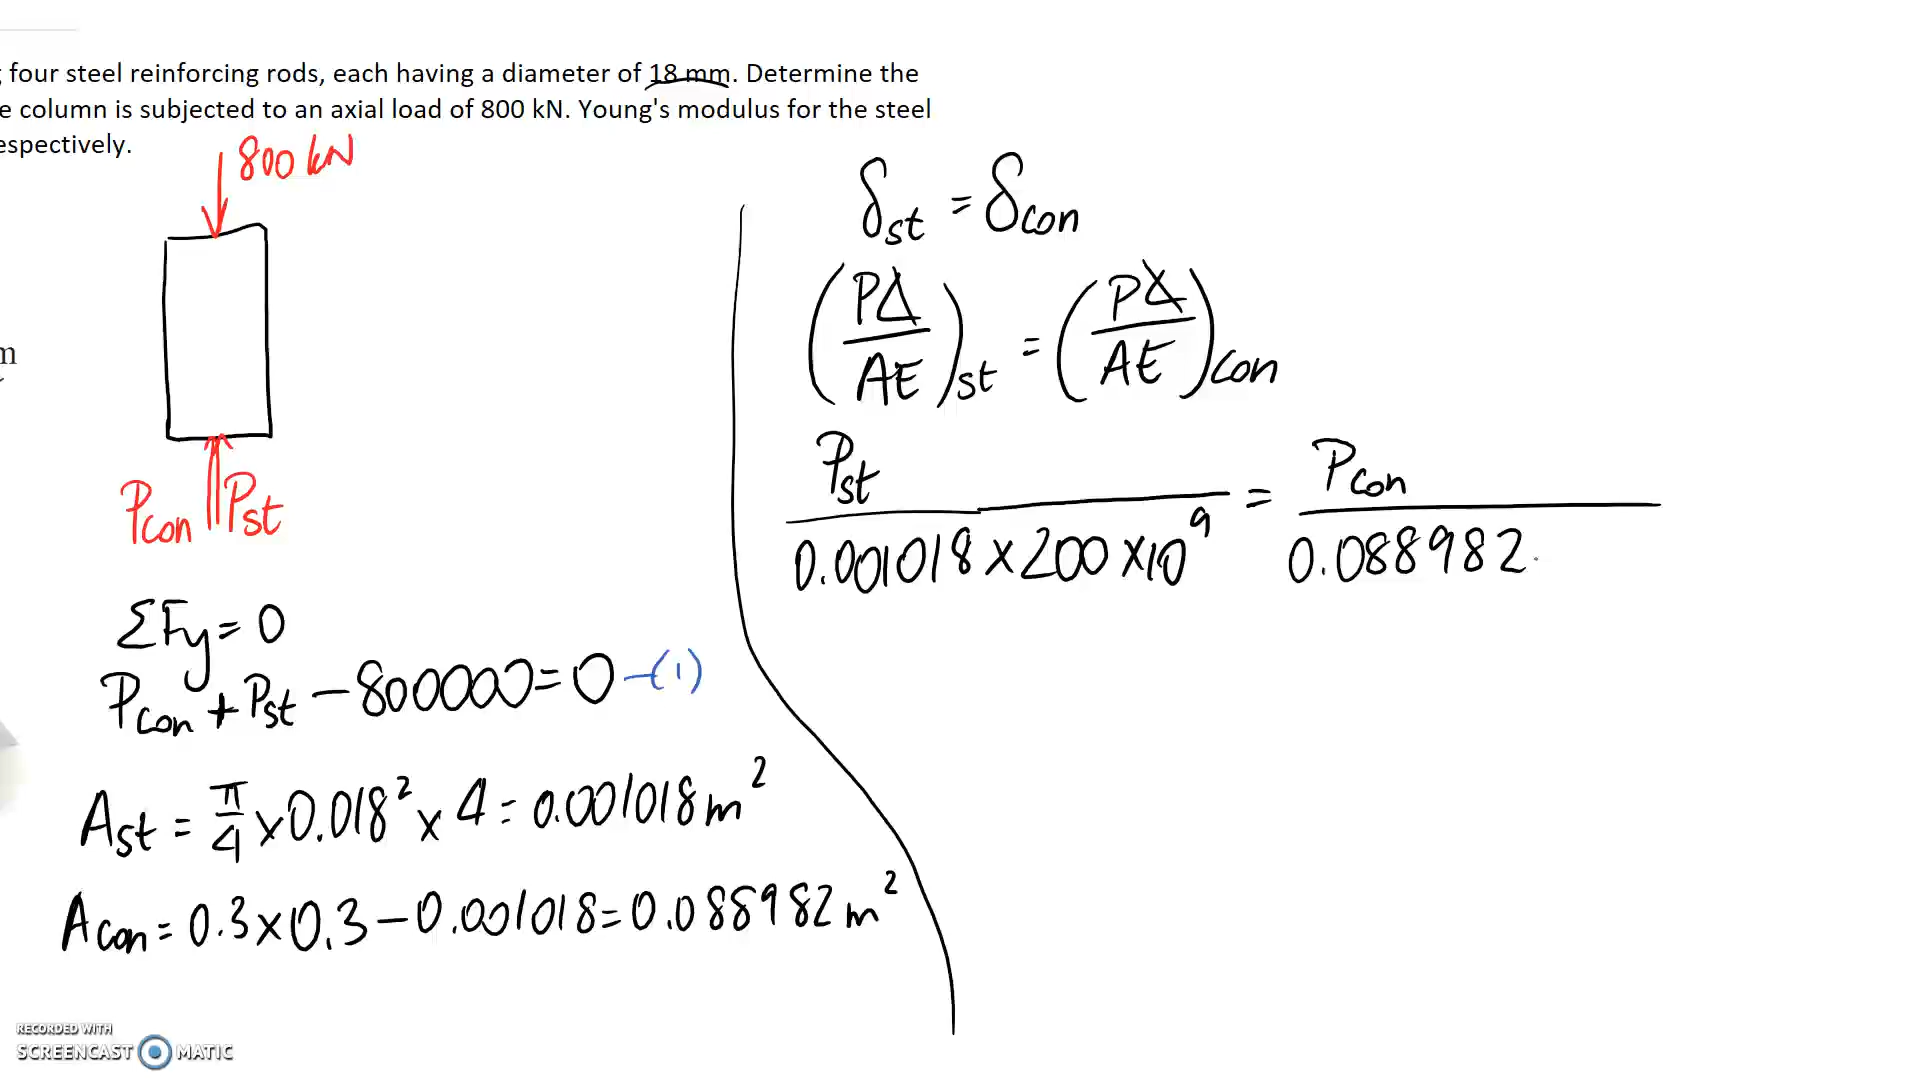 four steel reinforcing rods, each having a diameter of 18 mm. Determine the
e column is subjected to an axial load of 800 kN. Young's modulus for the steel
espectively.
800 kN
m
Pcon Pst
ΣFy = 0
Pcon + Pst - 800000 = 0 -(1)
Ast = π/4 × 0.018² × 4 = 0.001018 m²
Acon = 0.3 × 0.3 - 0.001018 = 0.088982 m²
δst = δcon
(PL/AE)st = (PL/AE)con
Pst / 0.001018 × 200 × 10⁹ = Pcon / 0.088982
RECORDED WITH
SCREENCAST MATIC